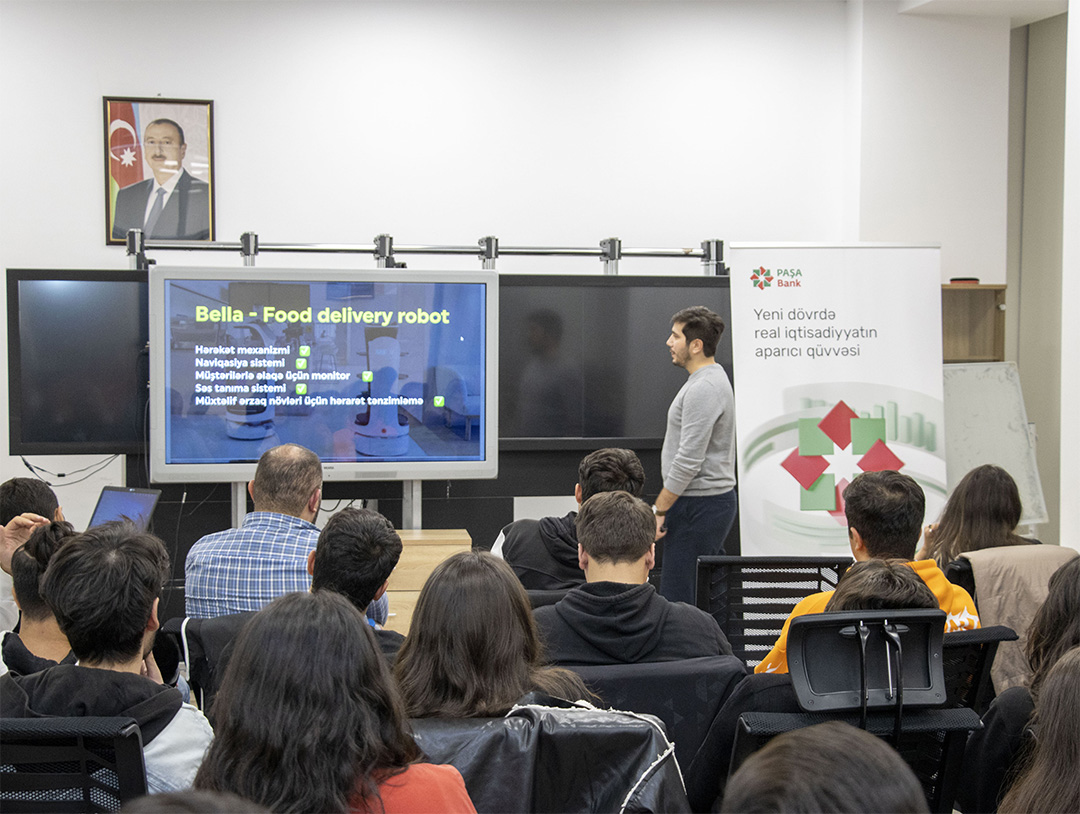 Bella - Food delivery robot
Hərəkət mexanizmi ✅
Naviqasiya sistemi ✅
Müştərilərlə əlaqə üçün monitor ✅
Səs tanıma sistemi ✅
Müxtəlif ərzaq növləri üçün hərarət tənzimləmə ✅
PAŞA
Bank
Yeni dövrdə
real iqtisadiyyatın
aparıcı qüvvəsi